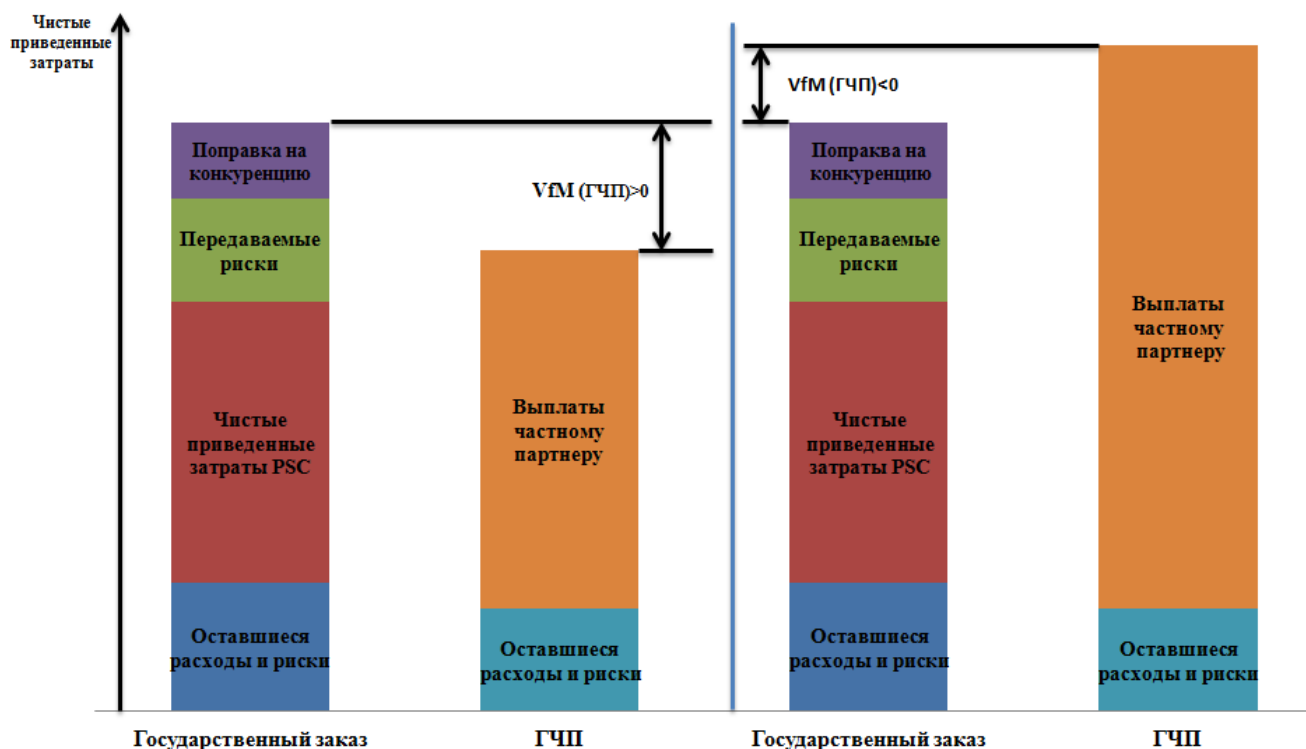 Чистые
приведенные
затраты
Поправка на
конкуренцию
Передаваемые
риски
Чистые
приведенные
затраты PSC
Оставшиеся
расходы и риски
VfM (ГЧП)>0
Выплаты
частному
партнеру
Оставшиеся
расходы и риски
VfM (ГЧП)<0
Попраква на
конкуренцию
Передаваемые
риски
Чистые
приведенные
затраты PSC
Оставшиеся
расходы и риски
Выплаты
частному
партнеру
Оставшиеся
расходы и риски
Государственный заказ
ГЧП
Государственный заказ
ГЧП